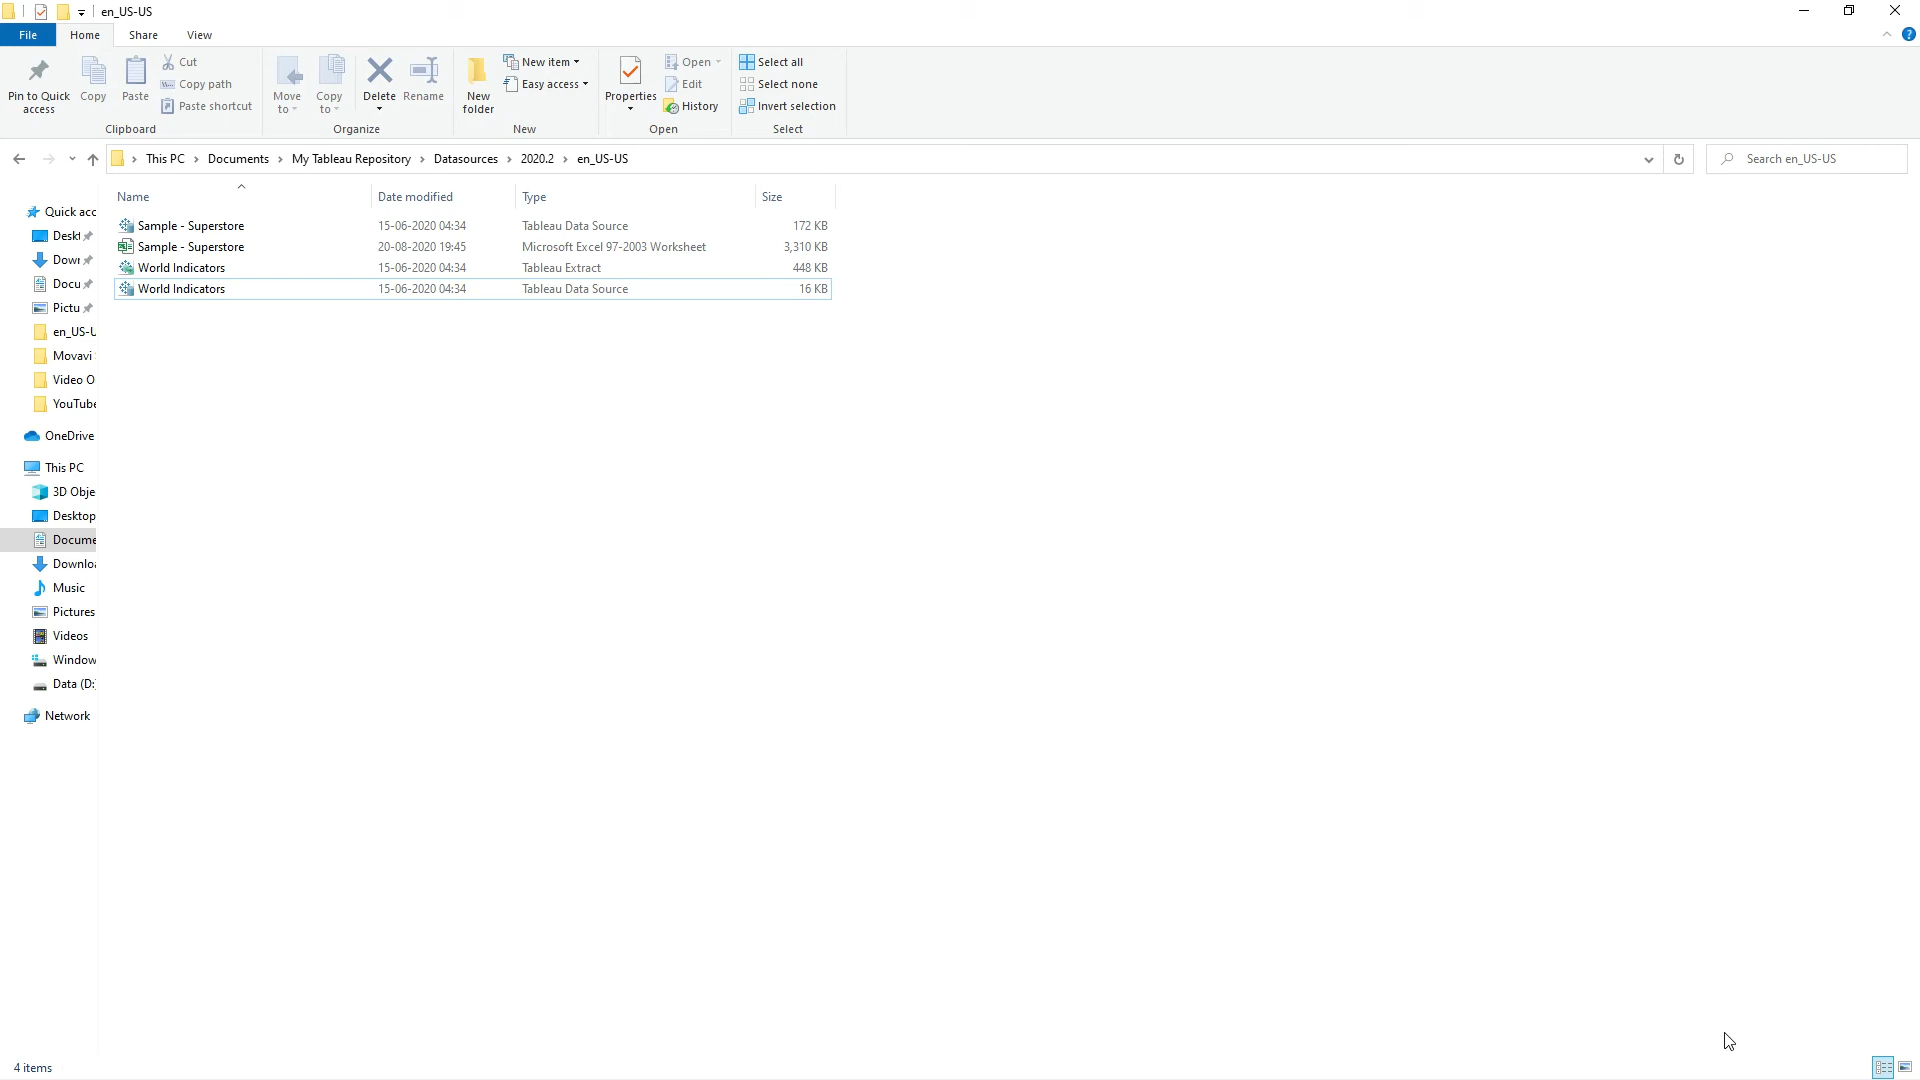 en_US-US
File Home Share View
Pin to Quick access
Copy
Paste
Cut
Copy path
Paste shortcut
Clipboard
Move to
Copy to
Delete
Rename
Organize
New folder
New item
Easy access
New
Properties
Open
Edit
History
Open
Select all
Select none
Invert selection
Select
This PC > Documents > My Tableau Repository > Datasources > 2020.2 > en_US-US
Search en_US-US
Name Date modified Type Size
Sample - Superstore 15-06-2020 04:34 Tableau Data Source 172 KB
Sample - Superstore 20-08-2020 19:45 Microsoft Excel 97-2003 Worksheet 3,310 KB
World Indicators 15-06-2020 04:34 Tableau Extract 448 KB
World Indicators 15-06-2020 04:34 Tableau Data Source 16 KB
Quick acc
Deskt
Dowr
Docu
Pictu
en_US-U
Movavi
Video O
YouTube
OneDrive
This PC
3D Obje
Desktop
Docume
Downloa
Music
Pictures
Videos
Window
Data (D:
Network
4 items